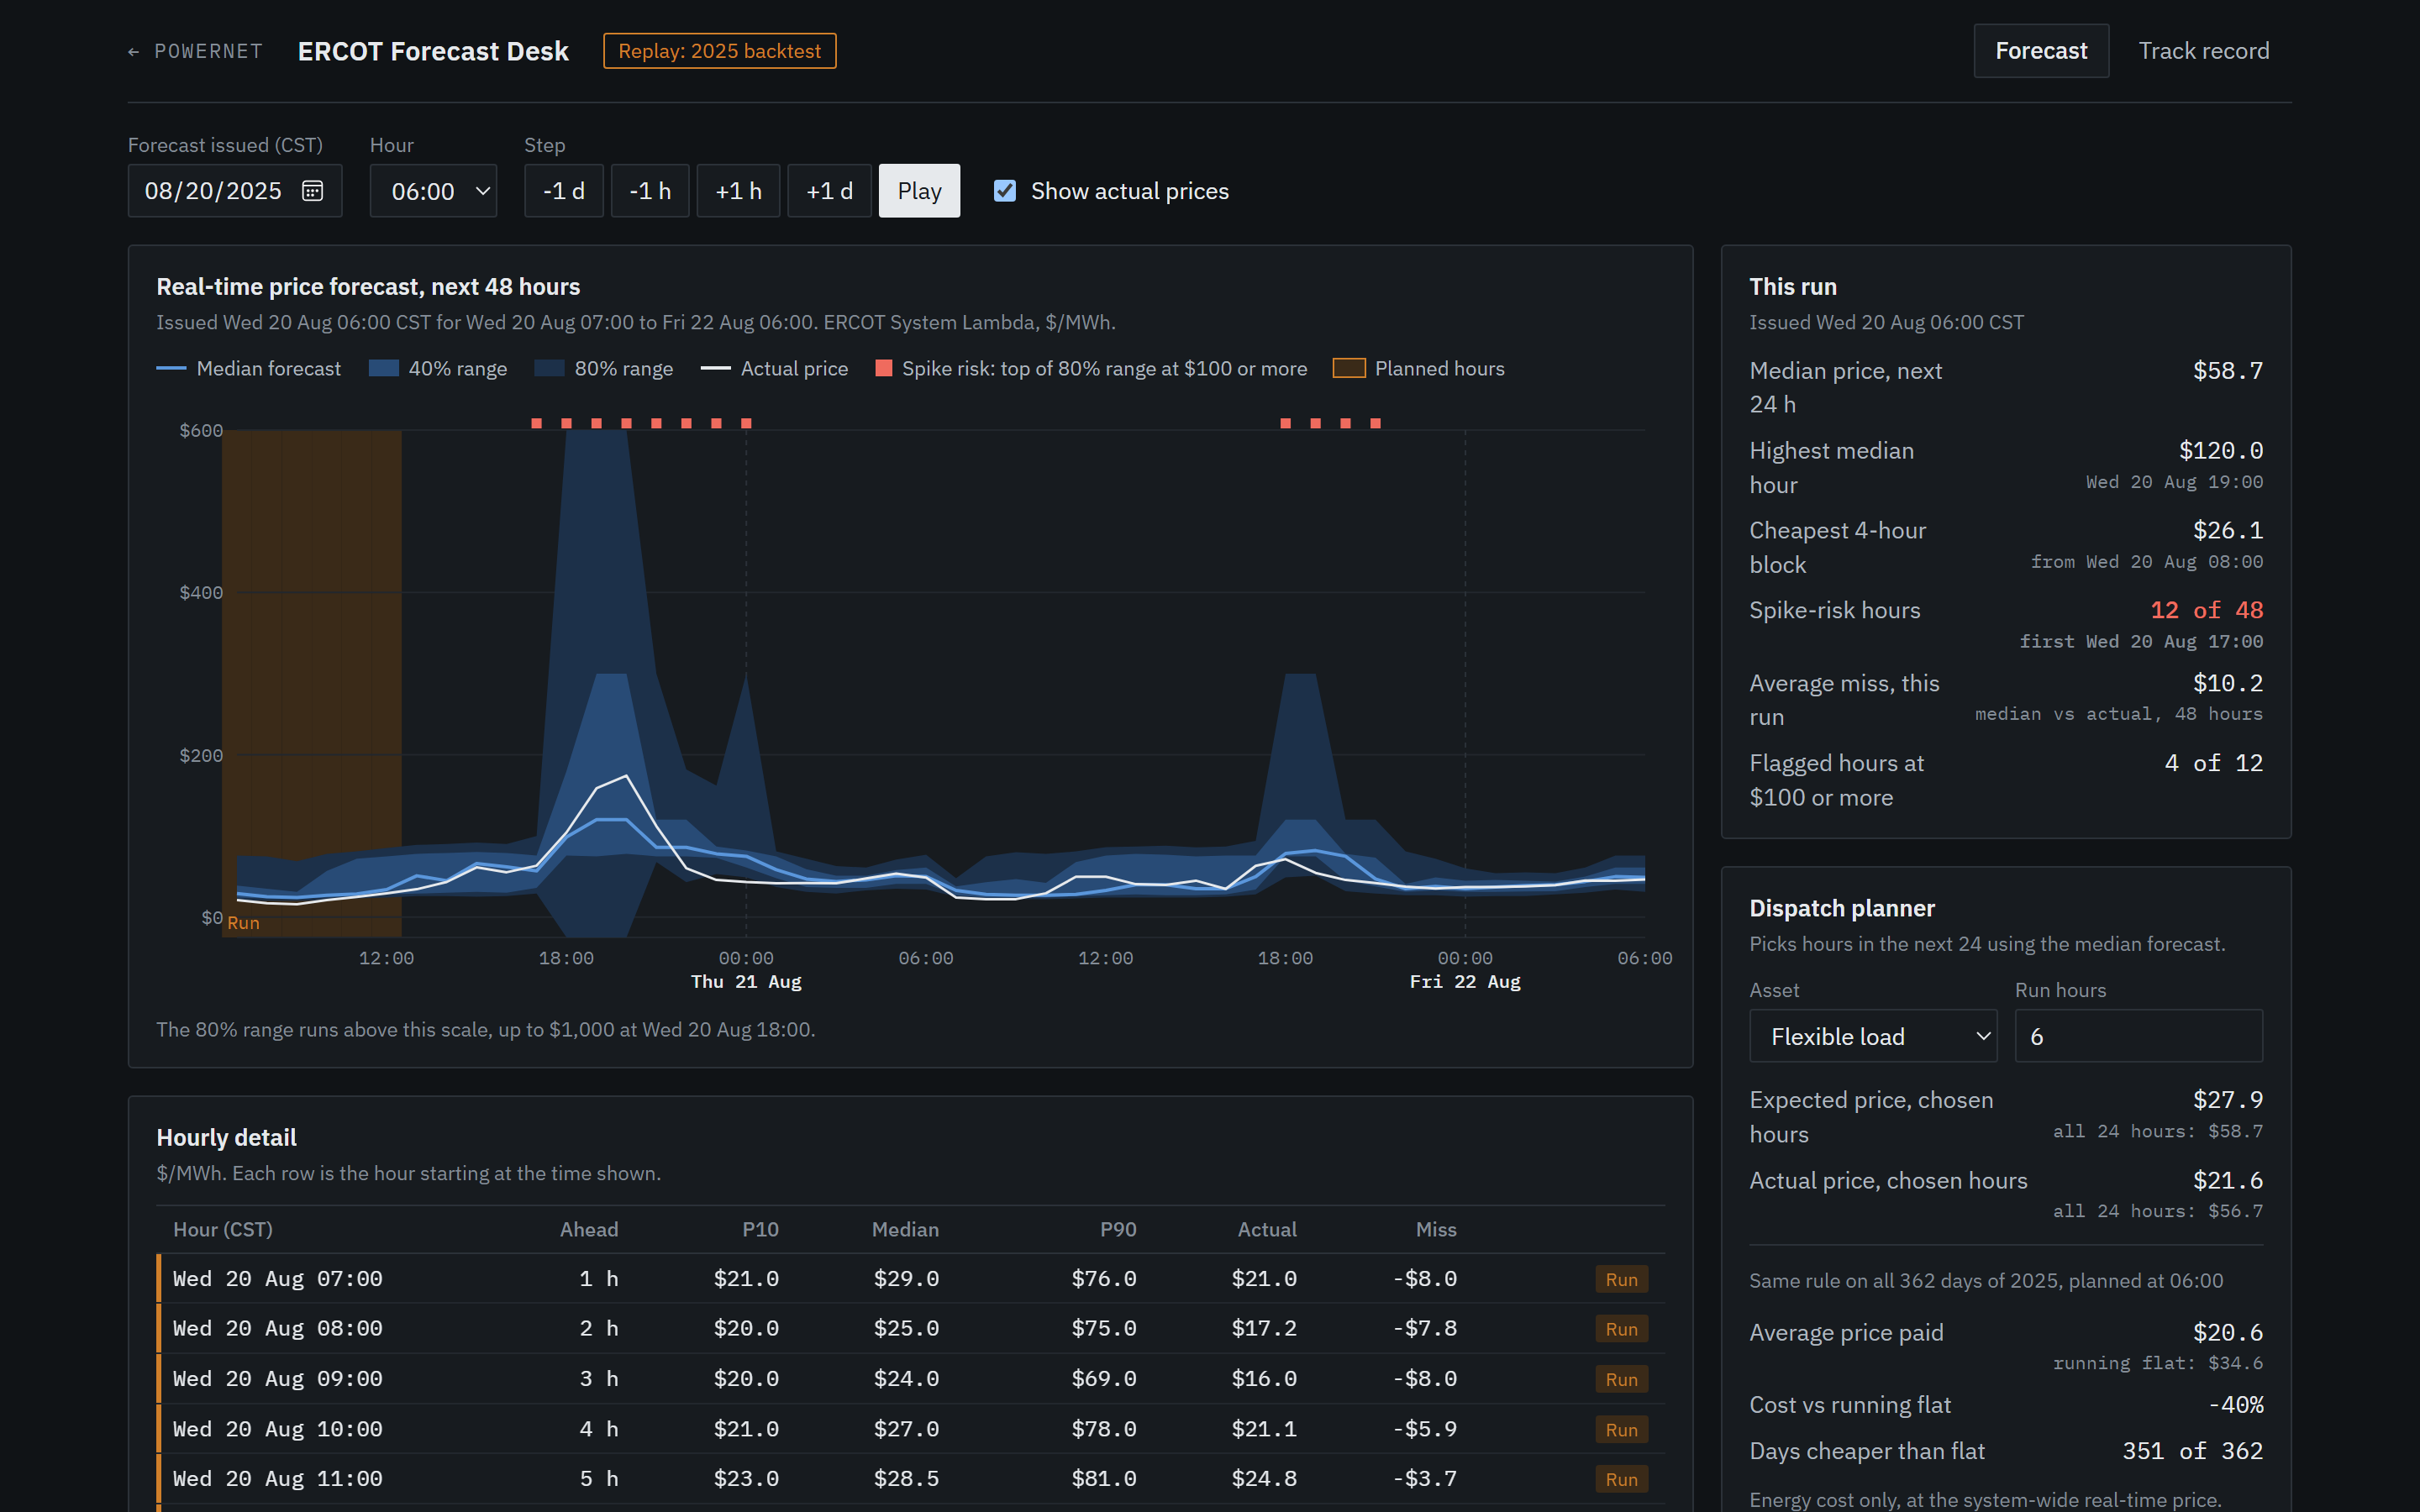 ← POWERNET
ERCOT Forecast Desk
Replay: 2025 backtest
Forecast
Track record
Forecast issued (CST)
Hour
Step
08/20/2025
06:00
-1 d
-1 h
+1 h
+1 d
Play
Show actual prices
Real-time price forecast, next 48 hours
Issued Wed 20 Aug 06:00 CST for Wed 20 Aug 07:00 to Fri 22 Aug 06:00. ERCOT System Lambda, $/MWh.
Median forecast
40% range
80% range
Actual price
Spike risk: top of 80% range at $100 or more
Planned hours
$600
$400
$200
$0
Run
12:00
18:00
00:00
06:00
12:00
18:00
00:00
06:00
Thu 21 Aug
Fri 22 Aug
The 80% range runs above this scale, up to $1,000 at Wed 20 Aug 18:00.
Hourly detail
$/MWh. Each row is the hour starting at the time shown.
Hour (CST) Ahead P10 Median P90 Actual Miss
Wed 20 Aug 07:00 1 h $21.0 $29.0 $76.0 $21.0 -$8.0 Run
Wed 20 Aug 08:00 2 h $20.0 $25.0 $75.0 $17.2 -$7.8 Run
Wed 20 Aug 09:00 3 h $20.0 $24.0 $69.0 $16.0 -$8.0 Run
Wed 20 Aug 10:00 4 h $21.0 $27.0 $78.0 $21.1 -$5.9 Run
Wed 20 Aug 11:00 5 h $23.0 $28.5 $81.0 $24.8 -$3.7 Run
This run
Issued Wed 20 Aug 06:00 CST
Median price, next
24 h
$58.7
Highest median
hour
$120.0
Wed 20 Aug 19:00
Cheapest 4-hour
block
$26.1
from Wed 20 Aug 08:00
Spike-risk hours
12 of 48
first Wed 20 Aug 17:00
Average miss, this
run
$10.2
median vs actual, 48 hours
Flagged hours at
$100 or more
4 of 12
Dispatch planner
Picks hours in the next 24 using the median forecast.
Asset
Run hours
Flexible load
6
Expected price, chosen
hours
$27.9
all 24 hours: $58.7
Actual price, chosen hours
$21.6
all 24 hours: $56.7
Same rule on all 362 days of 2025, planned at 06:00
Average price paid
$20.6
running flat: $34.6
Cost vs running flat
-40%
Days cheaper than flat
351 of 362
Energy cost only, at the system-wide real-time price.